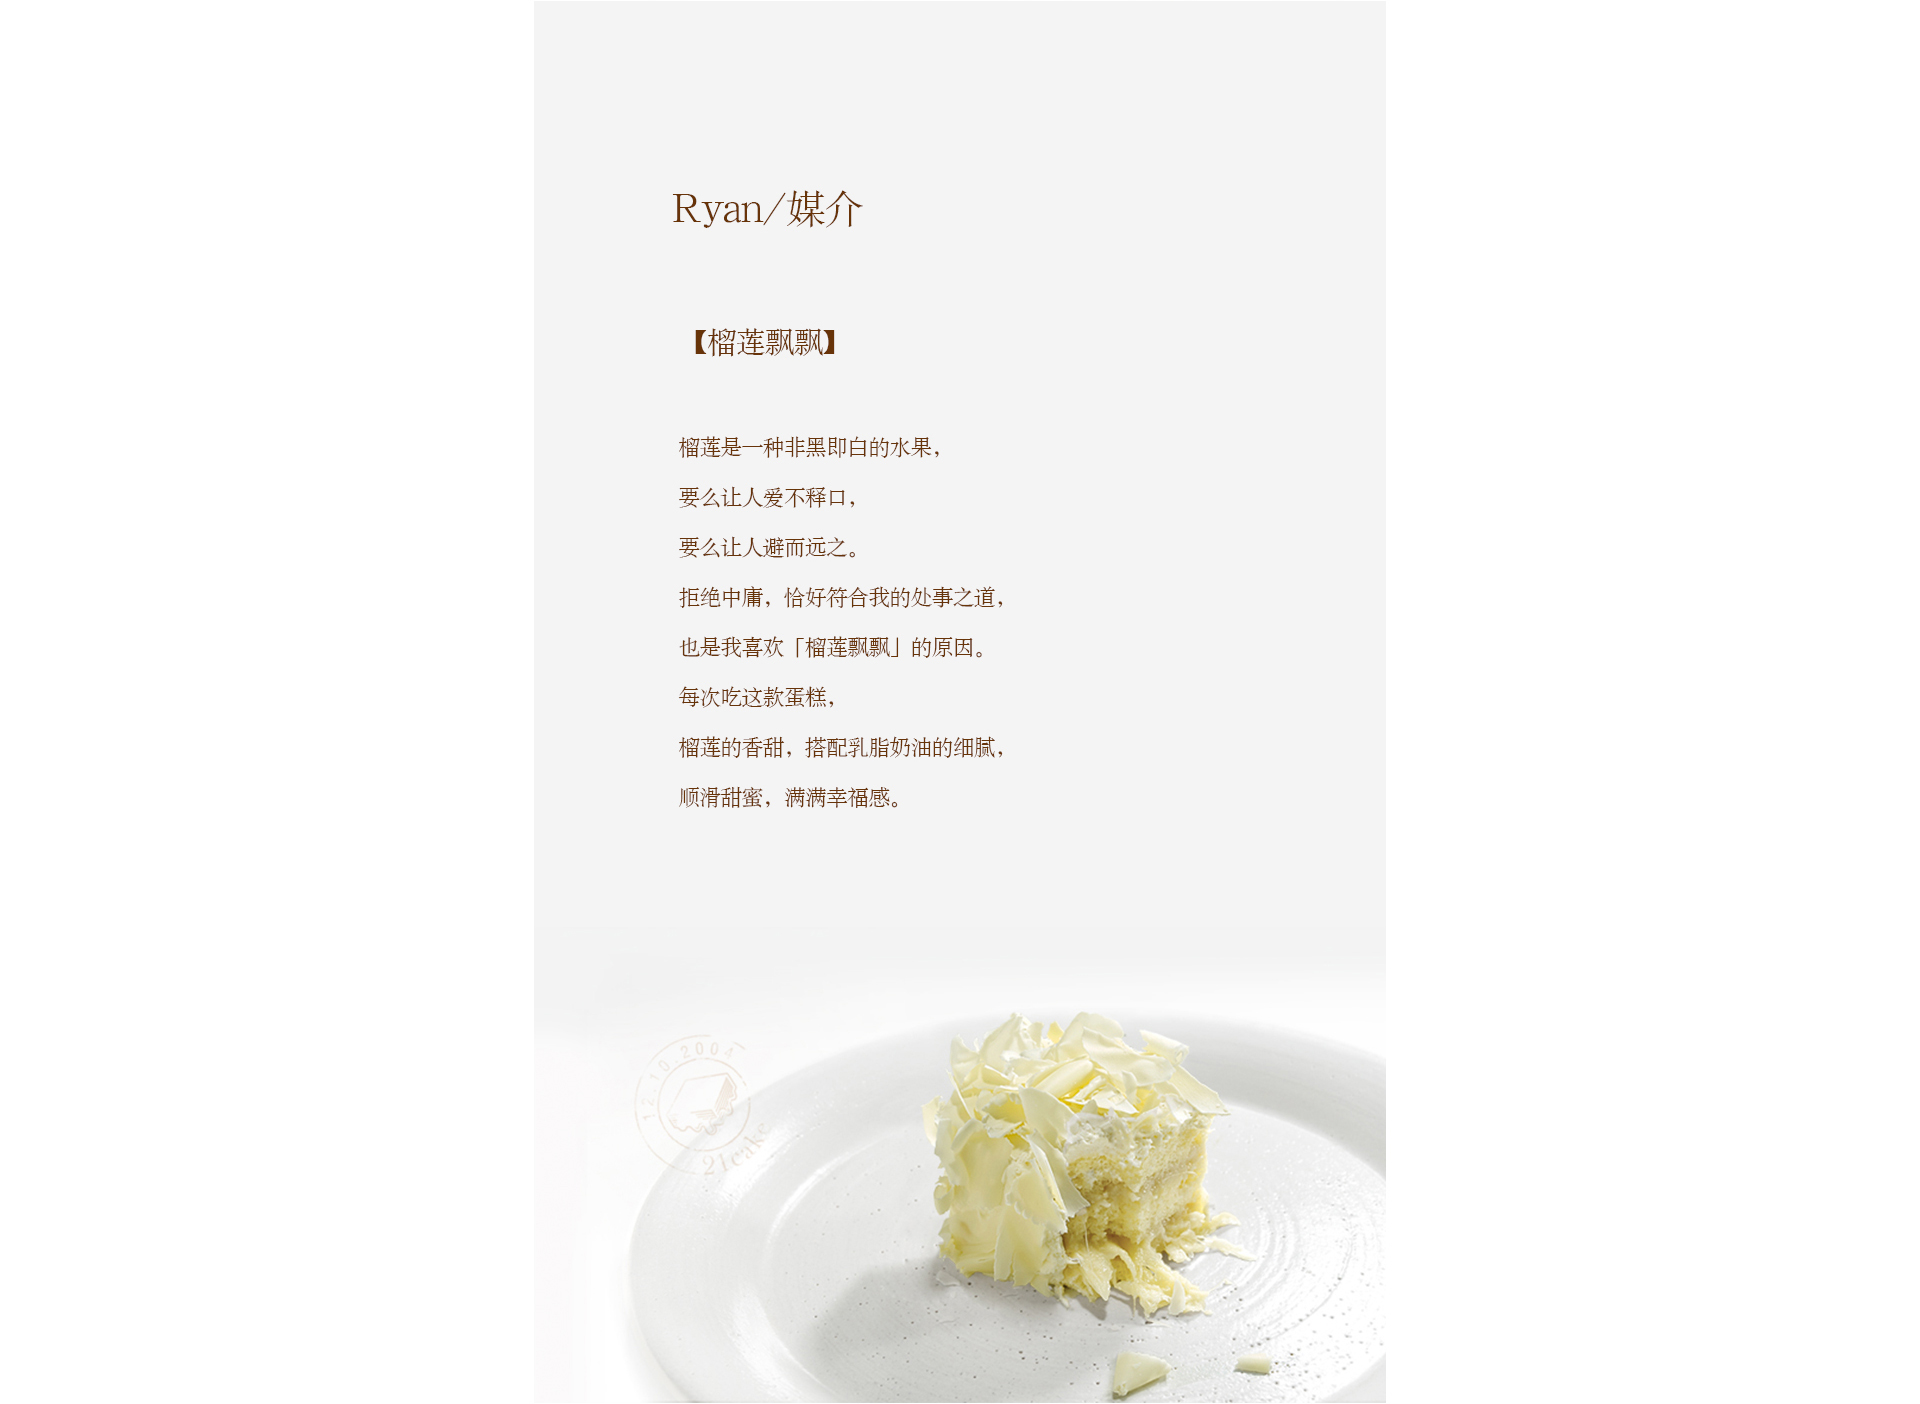 Ryan/媒介
【榴莲飘飘】
榴莲是一种非黑即白的水果，
要么让人爱不释口，
要么让人避而远之。
拒绝中庸，恰好符合我的处事之道，
也是我喜欢「榴莲飘飘」的原因。
每次吃这款蛋糕，
榴莲的香甜，搭配乳脂奶油的细腻，
顺滑甜蜜，满满幸福感。
12.10.2004
21cake